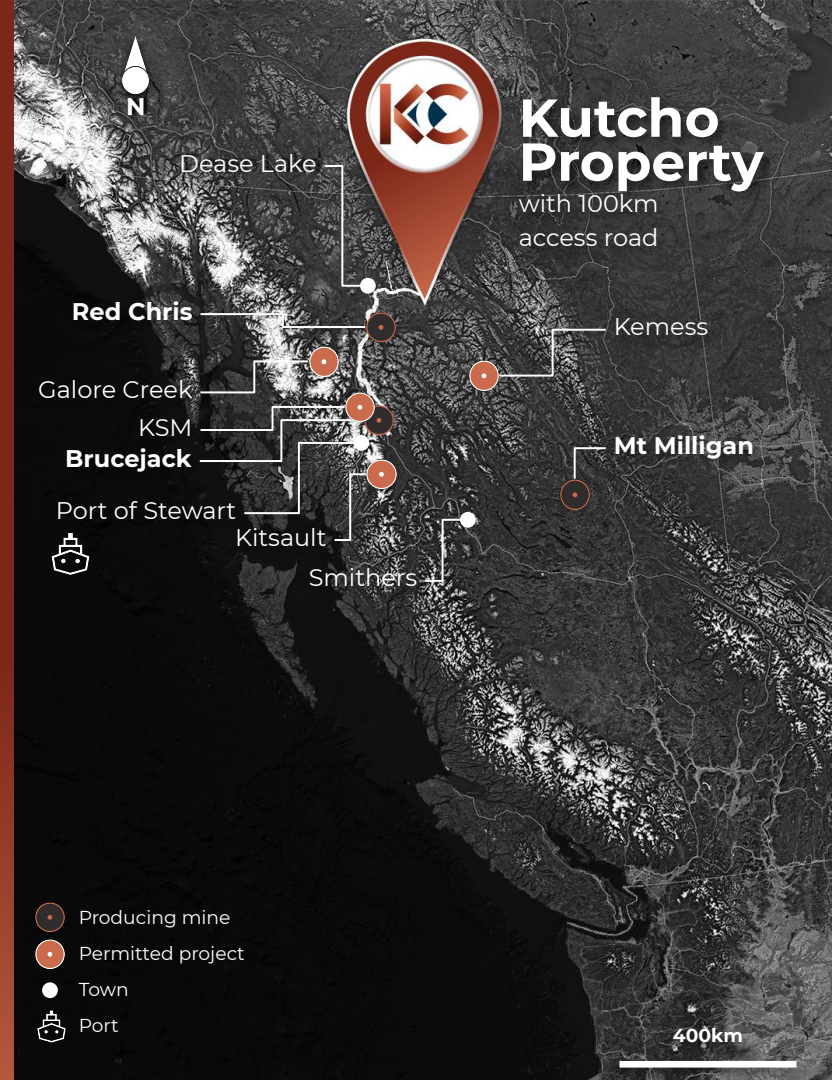 N
KC
Kutcho
Property
with 100km
access road
Dease Lake
Red Chris
Kemess
Galore Creek
KSM
Mt Milligan
Brucejack
Port of Stewart
Kitsault
Smithers
Producing mine
Permitted project
Town
Port
400km